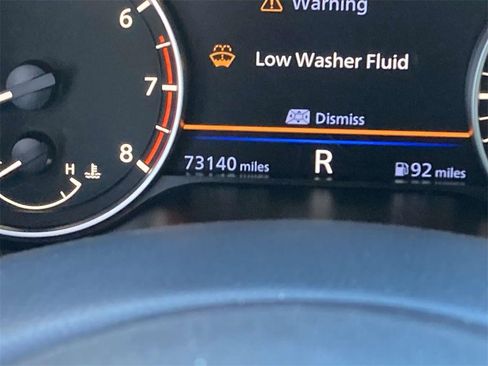 Warning
6
Low Washer Fluid
7
Dismiss
8
73140 miles R 92 miles
H